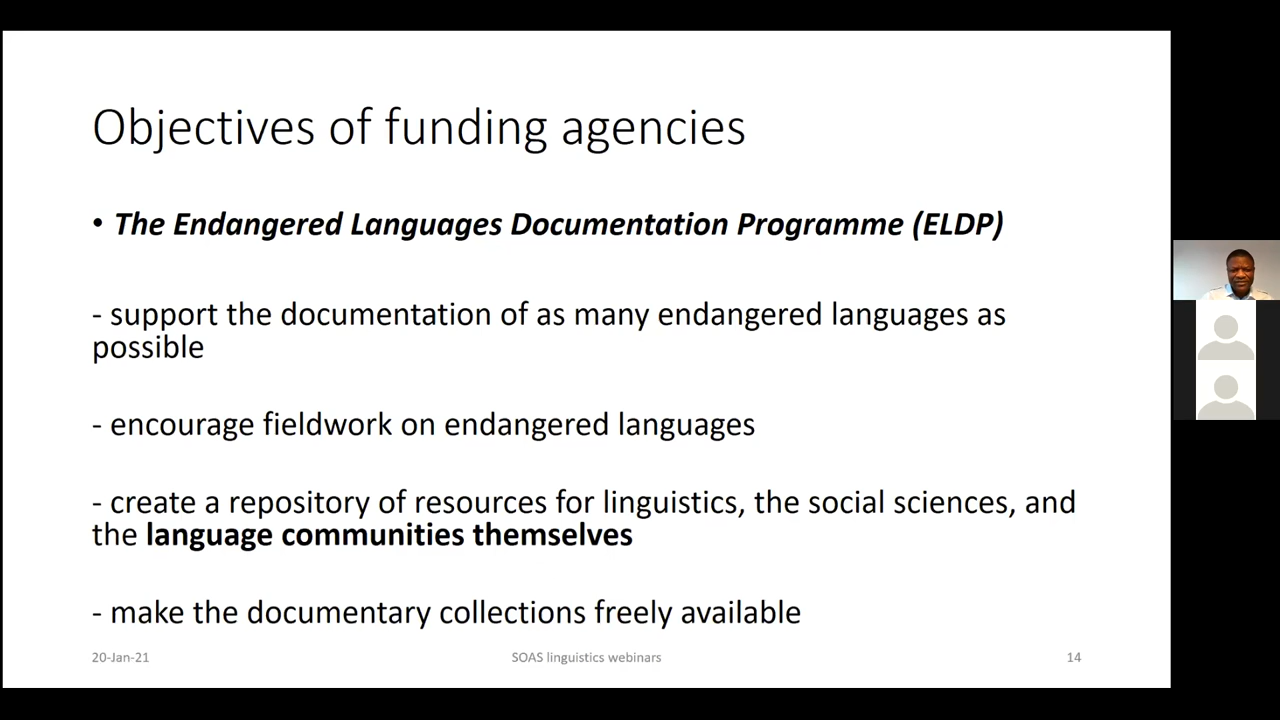 Objectives of funding agencies
• The Endangered Languages Documentation Programme (ELDP)
- support the documentation of as many endangered languages as
possible
- encourage fieldwork on endangered languages
- create a repository of resources for linguistics, the social sciences, and
the language communities themselves
- make the documentary collections freely available
20-Jan-21
SOAS linguistics webinars
14